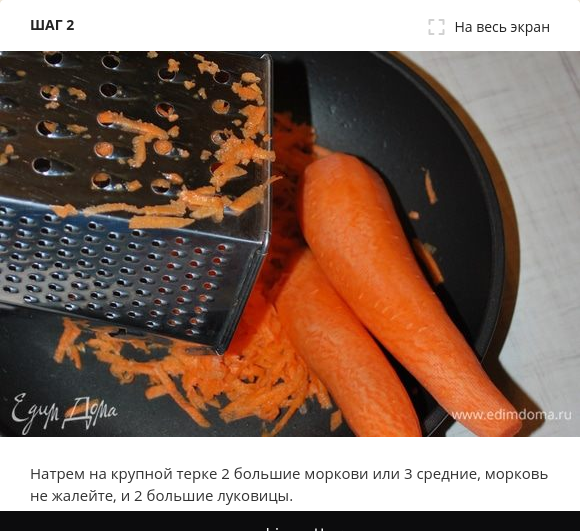 ШАГ 2
На весь экран
Едим Дома
www.edimdoma.ru
Натрем на крупной терке 2 большие моркови или 3 средние, морковь
не жалейте, и 2 большие луковицы.